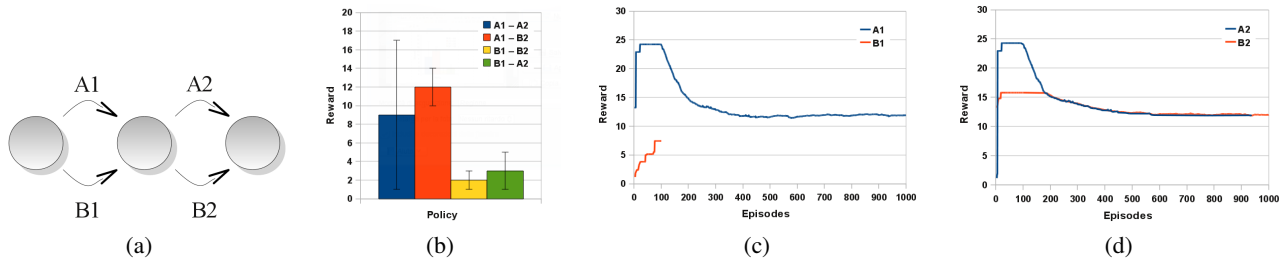 A1
A2
B1
B2
(a)
20
18
16
14
12
10
8
6
4
2
0
Reward
Policy
A1 – A2
A1 – B2
B1 – B2
B1 – A2
(b)
30
25
20
15
10
5
0
Reward
0 100 200 300 400 500 600 700 800 900 1000
Episodes
A1
B1
(c)
30
25
20
15
10
5
0
Reward
0 100 200 300 400 500 600 700 800 900 1000
Episodes
A2
B2
(d)